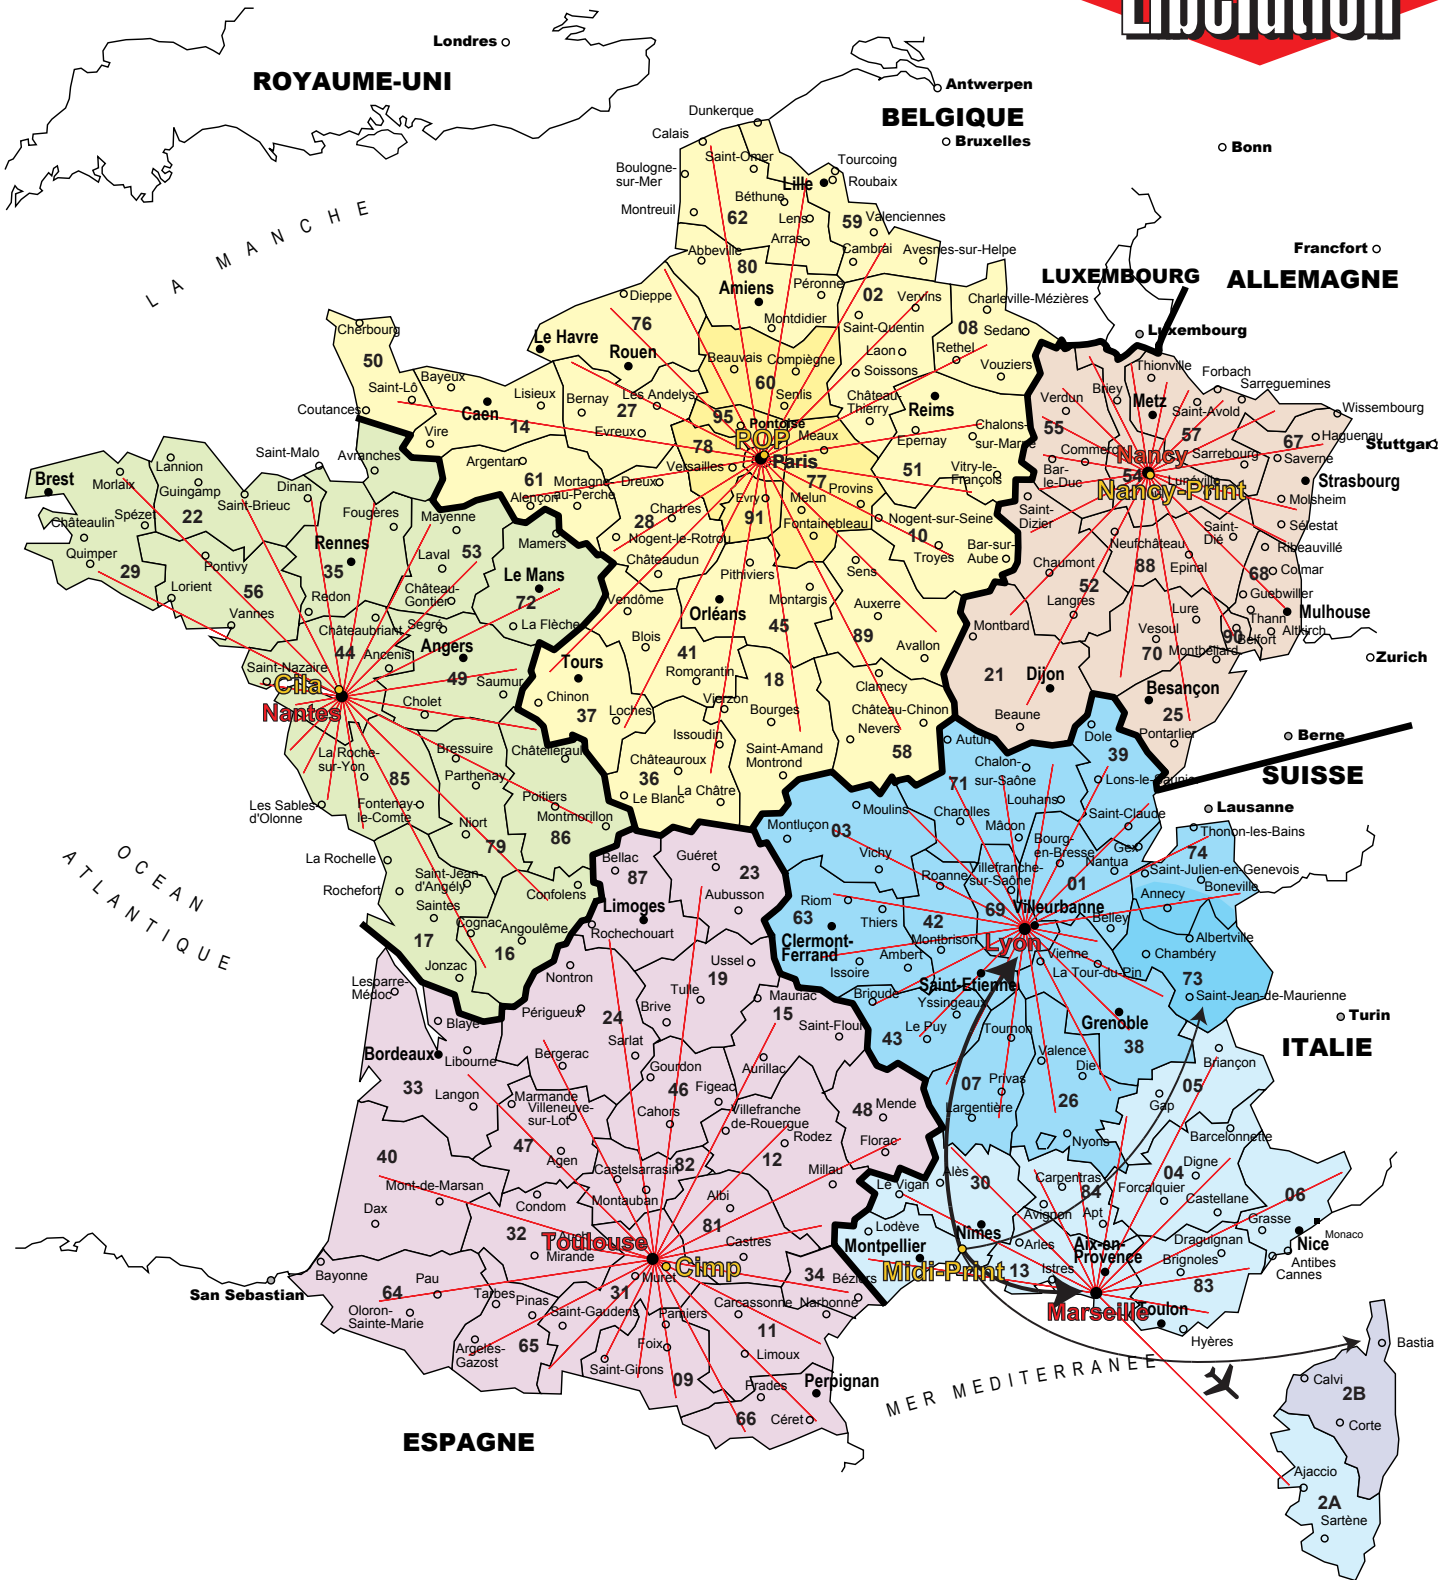 Libération
Londres
ROYAUME-UNI
Antwerpen
BELGIQUE
Bruxelles
Bonn
Dunkerque
Calais
Saint-Omer
Tourcoing
Roubaix
Boulogne-
sur-Mer
Lille
Béthune
Montreuil
62
Lens
59
Valenciennes
LA MANCHE
Arras
Cambrai
Avesnes-sur-Helpe
Francfort
Abbeville
80
LUXEMBOURG
ALLEMAGNE
Amiens
Péronne
02
Vervins
Charleville-Mézières
Dieppe
Montdidier
Saint-Quentin
08
Sedan
Luxembourg
Cherbourg
76
Le Havre
Rouen
Beauvais
Compiègne
Laon
Rethel
Soissons
Vouziers
50
Thionville
Forbach
Sarreguemines
Saint-Lô
Bayeux
60
Briey
Verdun
Metz
Saint-Avold
Wissembourg
Lisieux
Bernay
Les Andelys
Senlis
Château-
Thierry
Reims
Coutances
Caen
27
95
Pontoise
55
57
67
Haguenau
Stuttgart
Vire
14
Evreux
POP
Meaux
Epernay
Chalons-
sur-Marne
Commercy
Nancy
Sarrebourg
Saverne
Saint-Malo
Avranches
78
Paris
Argentan
Versailles
51
Vitry-le-
François
Bar-
le-Duc
54
Lunéville
Strasbourg
Lannion
Brest
Morlaix
Guingamp
Dinan
Saint-Brieuc
61
Mortagne-
au-Perche
Alençon
Dreux
Evry
77
Melun
Provins
Nancy-Print
Molsheim
Spézet
22
Fougères
Mayenne
28
Chartres
91
Fontainebleau
Nogent-sur-Seine
Saint-
Dizier
Saint-
Dié
Sélestat
Châteaulin
Rennes
Laval
53
Mamers
Nogent-le-Rotrou
10
Troyes
Bar-sur-
Aube
Neufchâteau
Ribeauvillé
Quimper
Pontivy
35
Châteaudun
Pithiviers
Sens
Chaumont
88
Epinal
68
Colmar
29
Lorient
56
Redon
Château-
Gontier
Le Mans
72
Vendôme
Orléans
Montargis
Auxerre
52
Langres
Guebwiller
Vannes
Châteaubriant
Segré
La Flèche
Blois
45
89
Montbard
Lure
Thann
Mulhouse
Altkirch
44
Ancenis
Angers
41
Avallon
Vesoul
90
Belfort
Saint-Nazaire
Tours
Romorantin
70
Montbéliard
Zurich
Cila
Nantes
49
Saumur
Cholet
Chinon
37
Loches
18
Vierzon
Bourges
Clamecy
21
Dijon
Besançon
25
Château-Chinon
Beaune
La Roche-
sur-Yon
Bressuire
Châtellerault
Issoudun
Nevers
58
Autun
Dole
Pontarlier
Berne
85
Parthenay
Châteauroux
Saint-Amand
Montrond
Chalon-
sur-Saône
39
SUISSE
36
Le Blanc
La Châtre
71
Lons-le-Saunier
Les Sables-
d'Olonne
Fontenay-
le-Comte
Poitiers
Montmorillon
Moulins
Charolles
Louhans
Lausanne
Niort
79
86
Montluçon
03
Mâcon
Saint-Claude
Thonon-les-Bains
La Rochelle
Bellac
87
Guéret
23
Vichy
Bourg-
en-Bresse
Gex
Nantua
74
Saint-Julien-en-Genevois
Rochefort
Saint-Jean-
d'Angély
Confolens
Aubusson
Roanne
Villefranche-
sur-Saône
01
Annecy
Boneville
OCEAN
ATLANTIQUE
Saintes
Limoges
Riom
63
Thiers
42
69
Villeurbanne
Belley
17
Cognac
Angoulême
Rochechouart
Clermont-
Ferrand
Montbrison
Lyon
Albertville
16
Jonzac
Nontron
Ussel
Issoire
Ambert
Vienne
Chambéry
Lesparre-
Médoc
Tulle
19
Saint-Etienne
La Tour-du-Pin
73
Saint-Jean-de-Maurienne
Périgueux
Brive
Mauriac
Brioude
Yssingeaux
Blaye
24
15
Saint-Flour
43
Le Puy
Tournon
Grenoble
Turin
Bordeaux
Libourne
Bergerac
Sarlat
Valence
38
ITALIE
33
Gourdon
Aurillac
Die
Briançon
Langon
Marmande
Villeneuve-
sur-Lot
46
Figeac
48
Mende
07
Privas
Largentière
26
05
Gap
Cahors
Villefranche
de-Rouergue
Rodez
Florac
Nyons
Barcelonnette
40
47
Agen
Castelsarrasin
82
12
Millau
Alès
Le Vigan
30
Carpentras
84
Digne
04
Forcalquier
06
Mont-de-Marsan
Condom
Montauban
Albi
Dax
32
Auch
81
Lodève
Nîmes
Avignon
Apt
Castellane
Grasse
Toulouse
Mirande
Castres
Montpellier
Arles
Aix-en-
Provence
Draguignan
Nice
Monaco
Bayonne
Pau
Tarbes
Cimp
Muret
34
Béziers
Midi-Print
13
Istres
Brignoles
Antibes
Cannes
San Sebastian
64
Pinas
31
Narbonne
83
Oloron-
Sainte-Marie
Saint-Gaudens
Pamiers
Carcassonne
Marseille
Toulon
Argelès-
Gazost
65
Foix
11
Limoux
Hyères
Bastia
Saint-Girons
09
Prades
Perpignan
MER MEDITERRANEE
Calvi
2B
66
Céret
Corte
ESPAGNE
Ajaccio
2A
Sartène